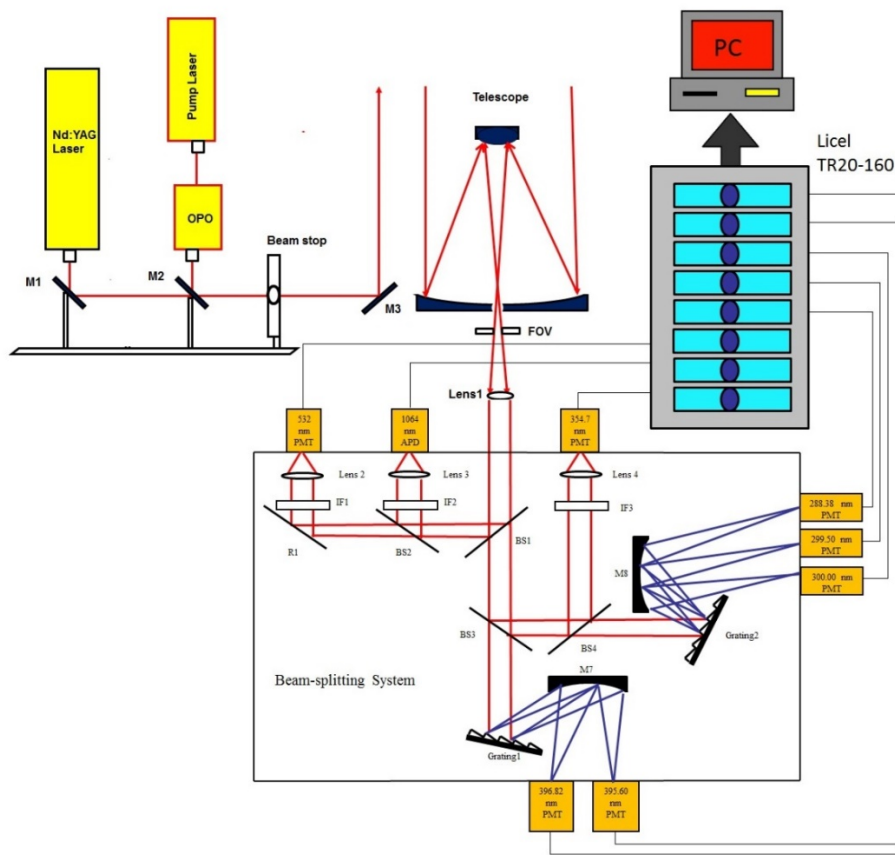 Nd:YAG
Laser
Pump Laser
OPO
M1
M2
Beam stop
M3
Telescope
FOV
Lens1
PC
Licel
TR20-160
532
nm
PMT
1064
nm
APD
354.7
nm
PMT
Lens 2
Lens 3
Lens 4
IF1
IF2
IF3
R1
BS2
BS1
BS3
BS4
M8
Grating2
288.38 nm
PMT
299.50 nm
PMT
300.00 nm
PMT
Beam-splitting System
M7
Grating1
396.82
nm
PMT
395.60
nm
PMT